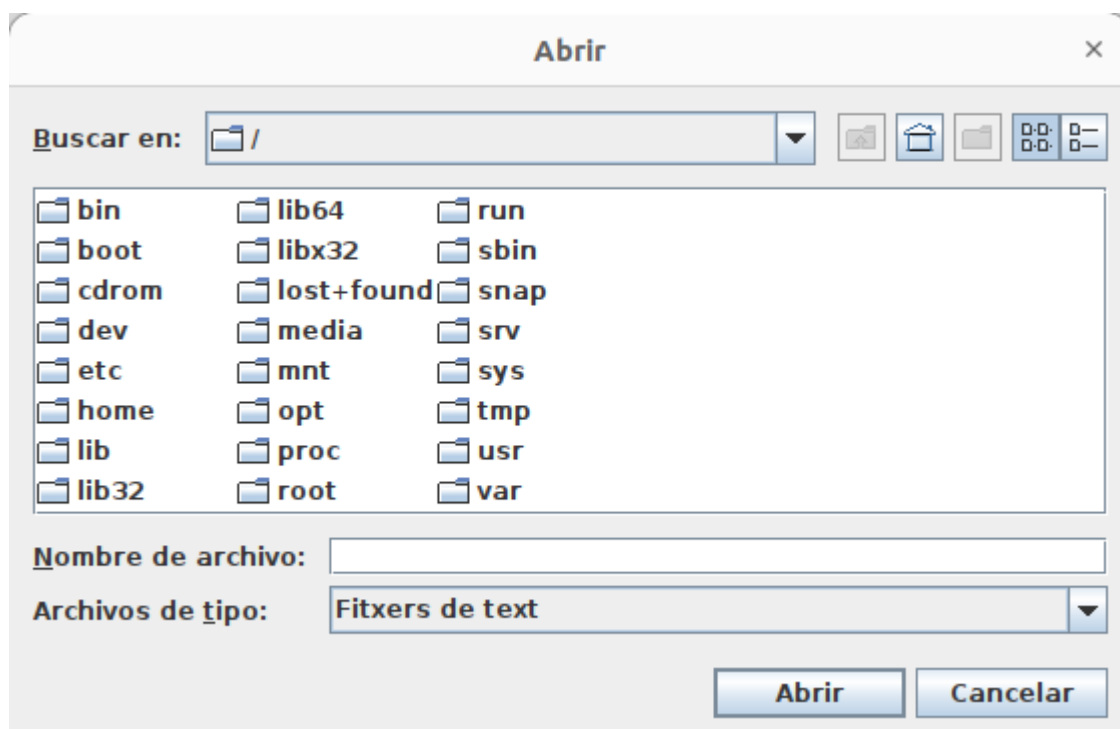 Abrir
Buscar en: /
bin lib64 run
boot libx32 sbin
cdrom lost+found snap
dev media srv
etc mnt sys
home opt tmp
lib proc usr
lib32 root var
Nombre de archivo:
Archivos de tipo: Fitxers de text
Abrir Cancelar